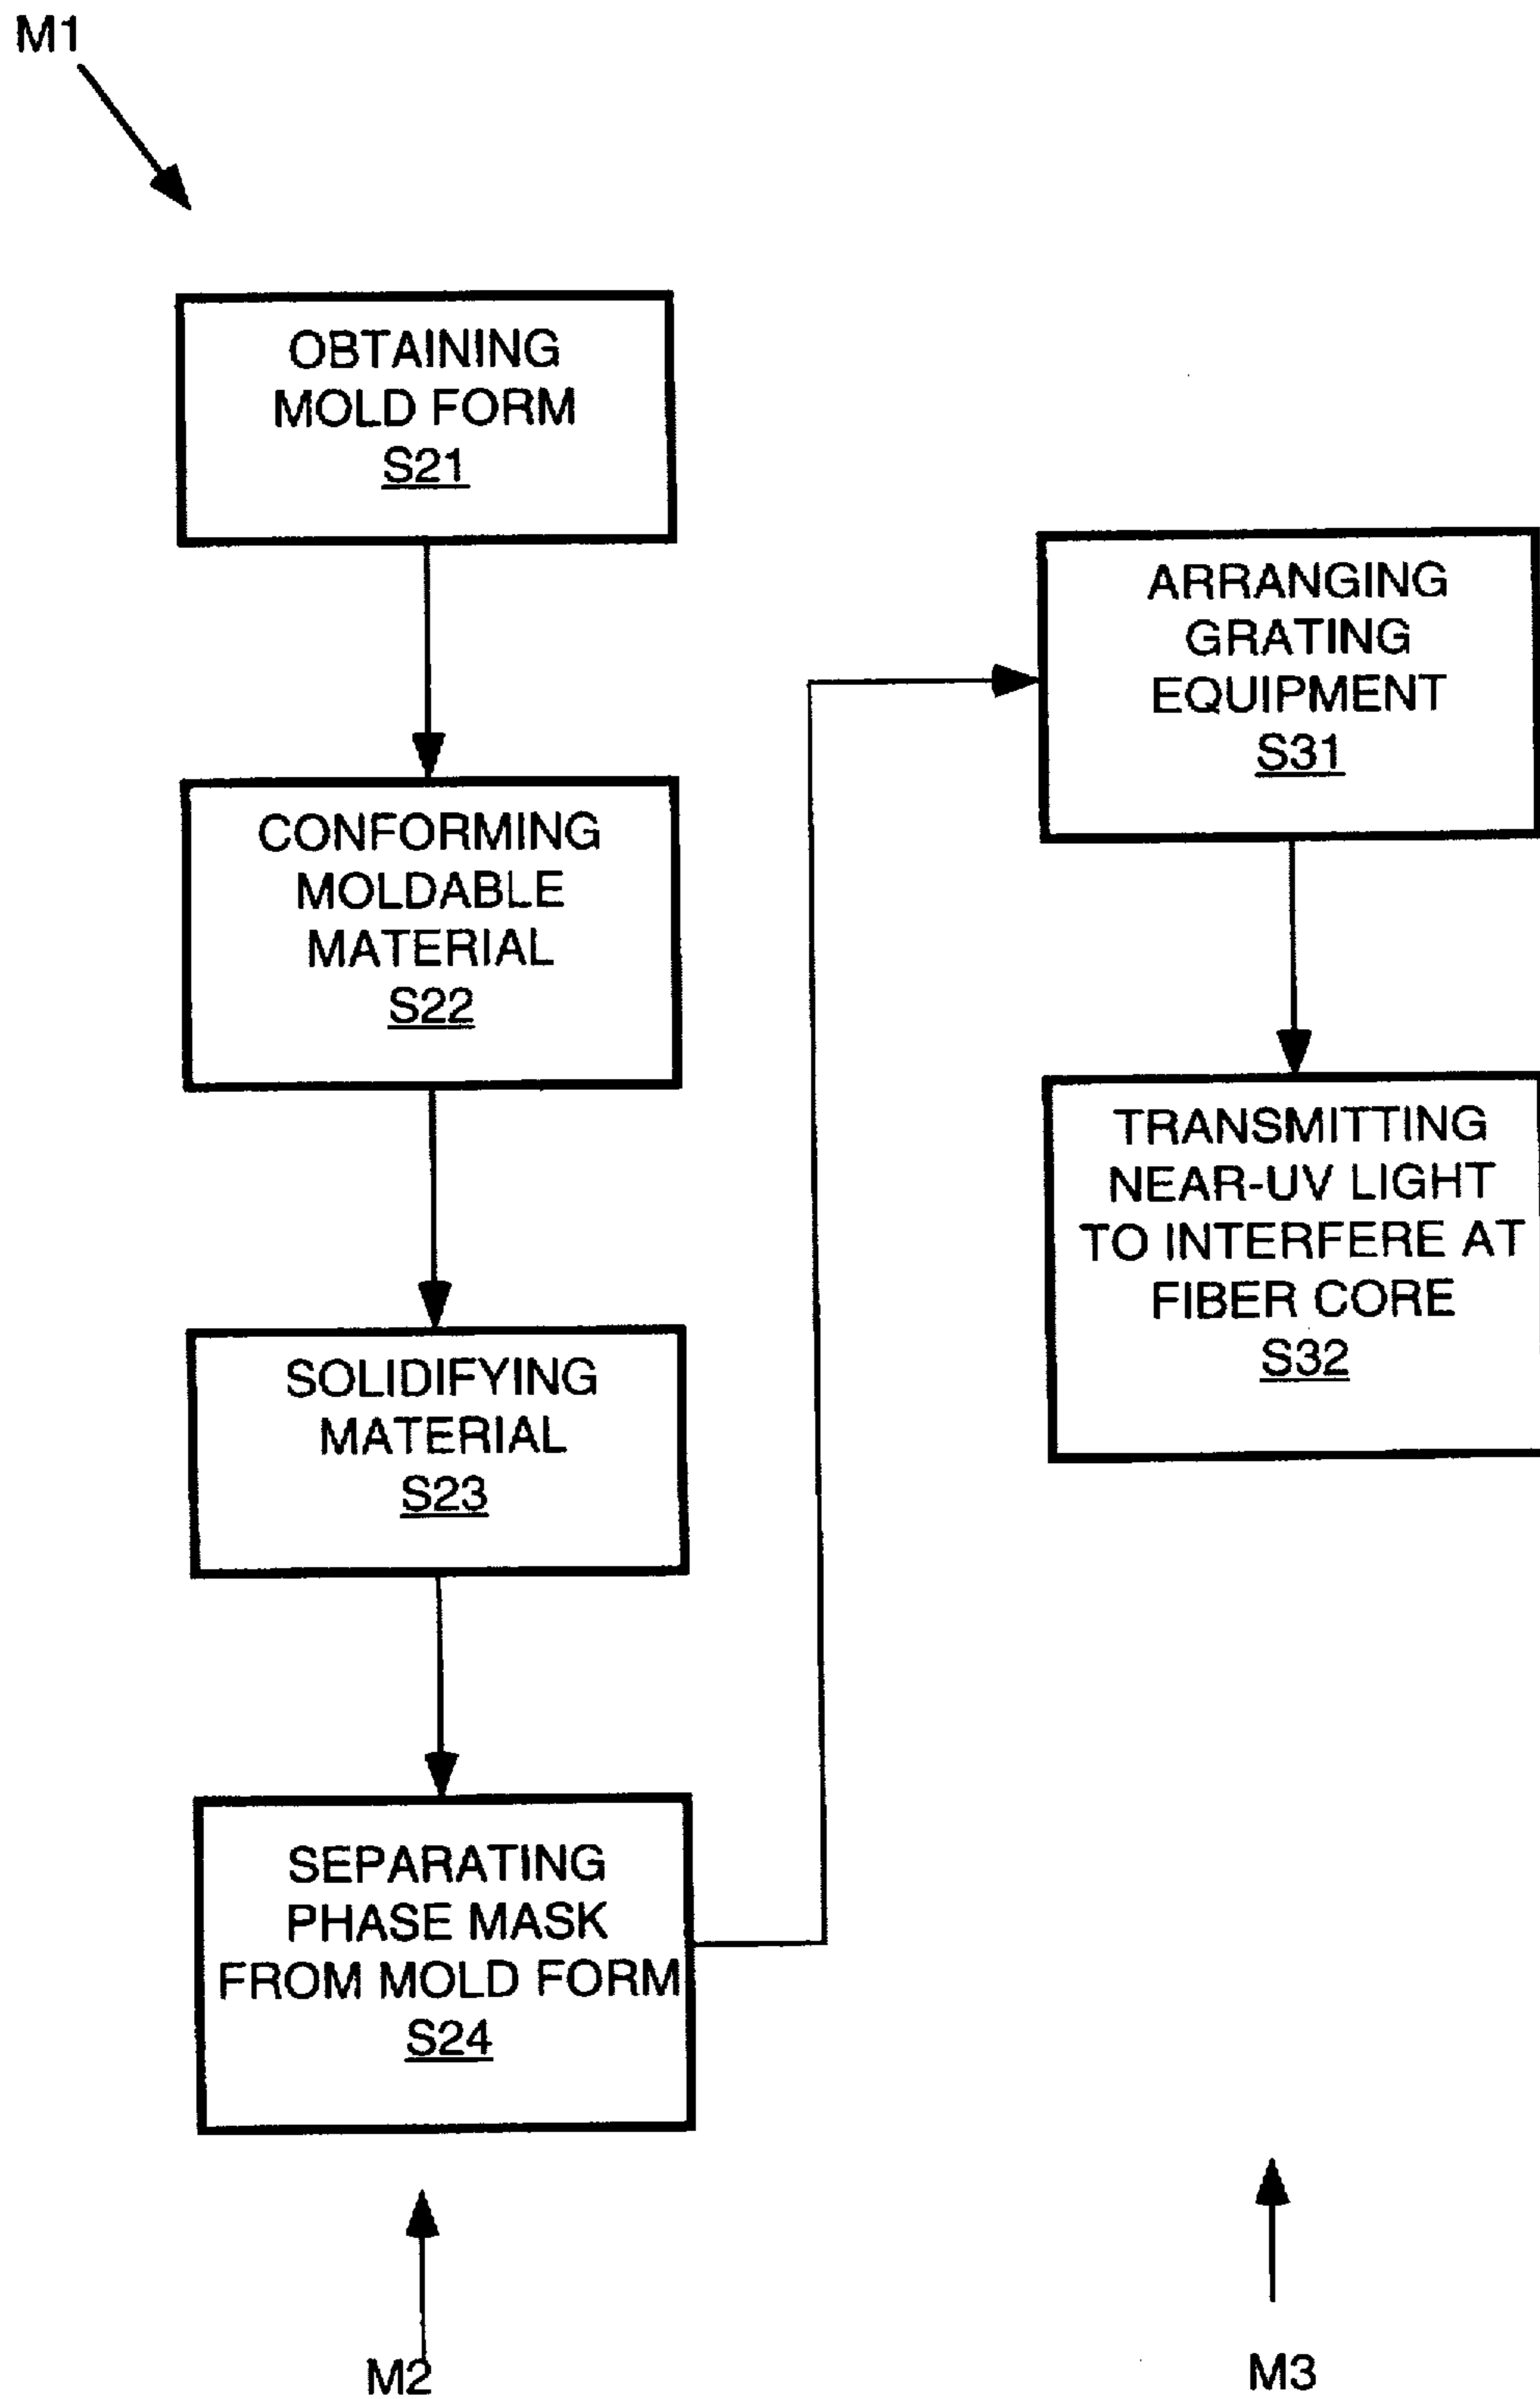 M1
OBTAINING
MOLD FORM
S21
CONFORMING
MOLDABLE
MATERIAL
S22
SOLIDIFYING
MATERIAL
S23
SEPARATING
PHASE MASK
FROM MOLD FORM
S24
M2
ARRANGING
GRATING
EQUIPMENT
S31
TRANSMITTING
NEAR-UV LIGHT
TO INTERFERE AT
FIBER CORE
S32
M3